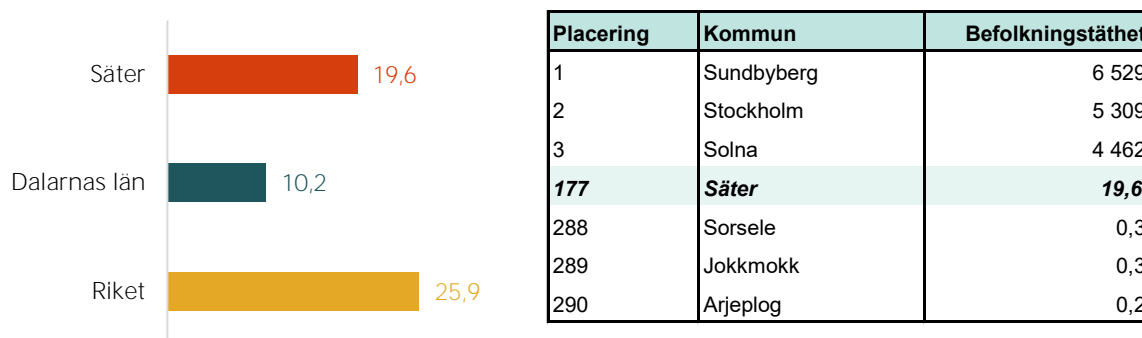 Säter 19,6
Dalarnas län 10,2
Riket 25,9
Placering Kommun Befolkningstäthet
1 Sundbyberg 6 529
2 Stockholm 5 309
3 Solna 4 462
177 Säter 19,6
288 Sorsele 0,3
289 Jokkmokk 0,3
290 Arjeplog 0,2